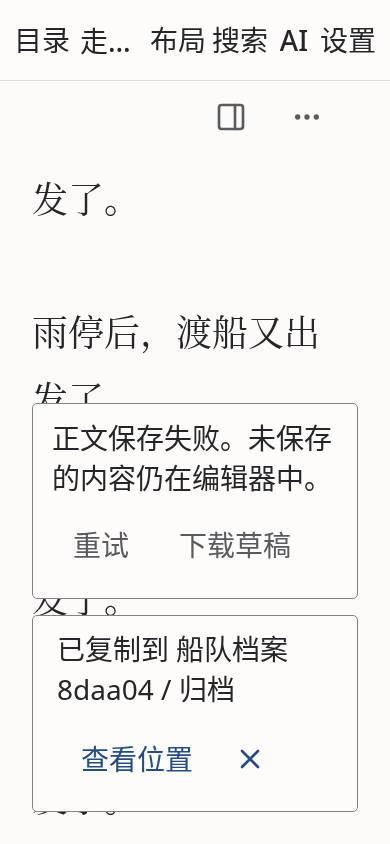 目录 走... 布局 搜索 AI 设置
发了。
雨停后，渡船又出
发了
正文保存失败。未保存
的内容仍在编辑器中。
重试 下载草稿
发了。
已复制到 船队档案
8daa04 / 归档
查看位置